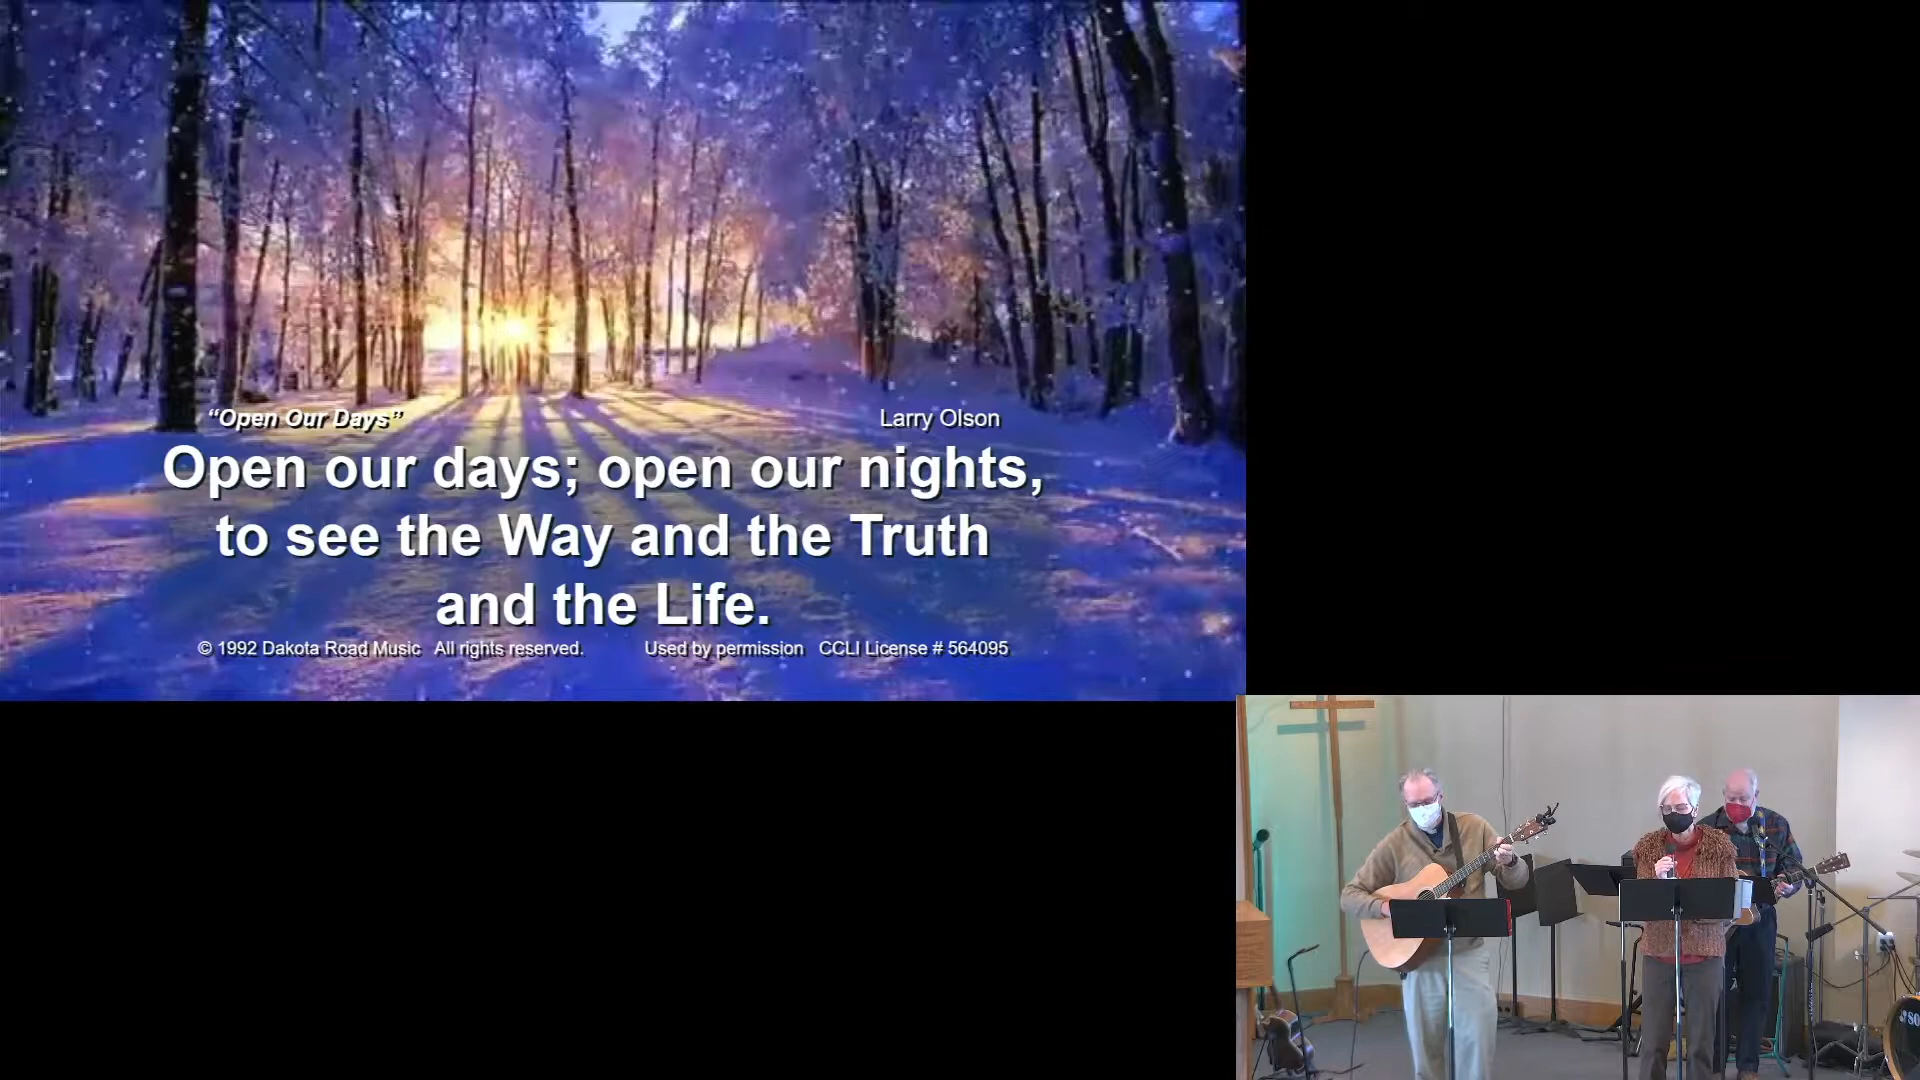 “Open Our Days” Larry Olson
Open our days; open our nights,
to see the Way and the Truth
and the Life.
© 1992 Dakota Road Music All rights reserved. Used by permission CCLI License # 564095